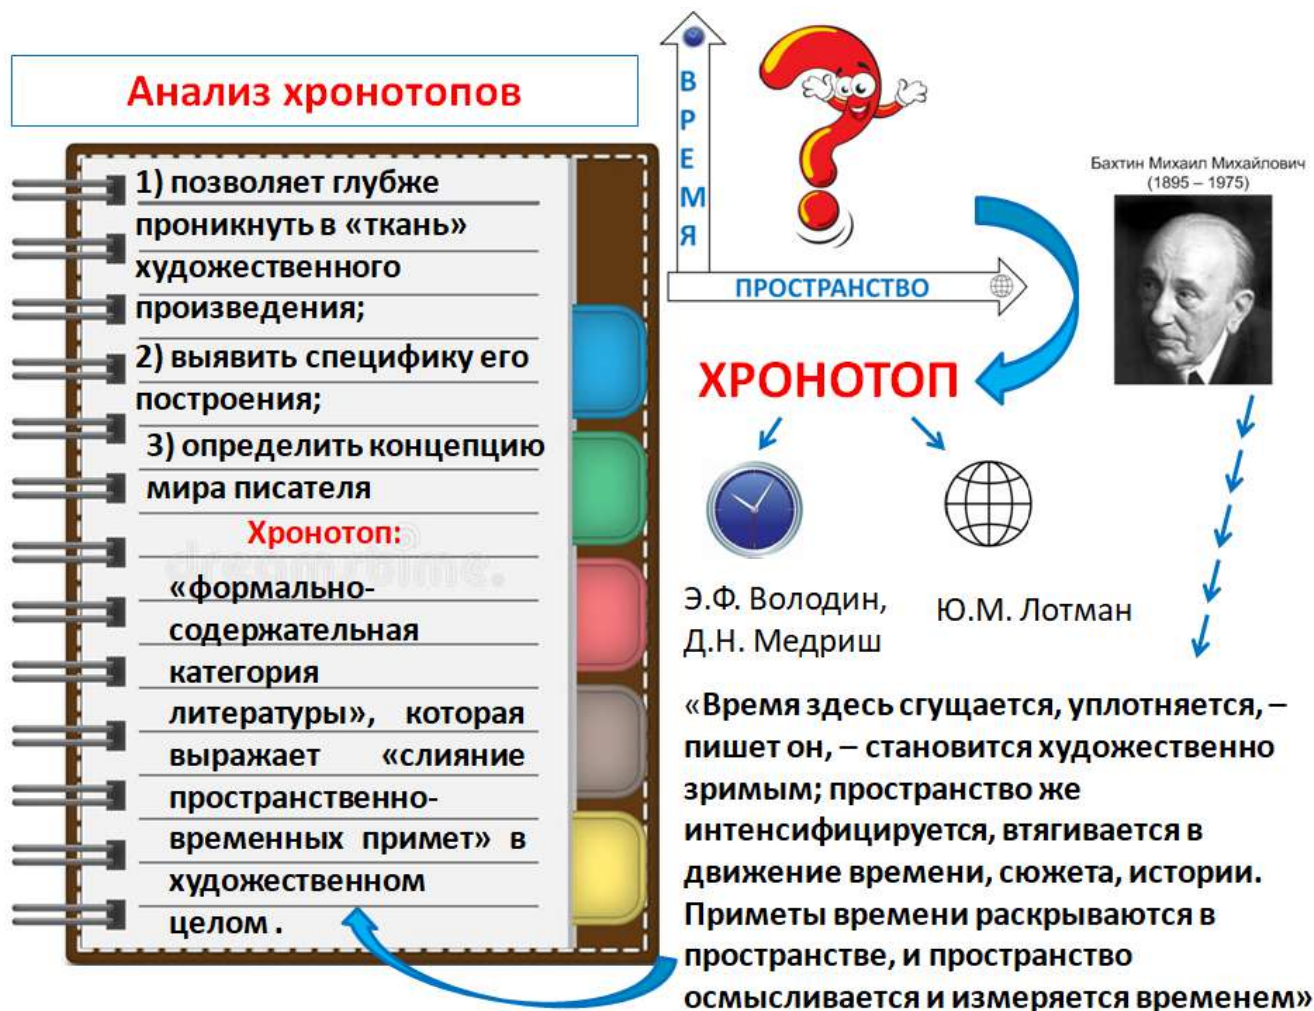 Анализ хронотопов
1) позволяет глубже
проникнуть в «ткань»
художественного
произведения;
2) выявить специфику его
построения;
3) определить концепцию
мира писателя
Хронотоп:
dreamstime.
«формально-
содержательная
категория
литературы», которая
выражает «слияние
пространственно-
временных примет» в
художественном
целом .
ВРЕМЯ
ПРОСТРАНСТВО
Бахтин Михаил Михайлович
(1895 – 1975)
ХРОНОТОП
Э.Ф. Володин,
Д.Н. Медриш
Ю.М. Лотман
«Время здесь сгущается, уплотняется, –
пишет он, – становится художественно
зримым; пространство же
интенсифицируется, втягивается в
движение времени, сюжета, истории.
Приметы времени раскрываются в
пространстве, и пространство
осмысливается и измеряется временем»